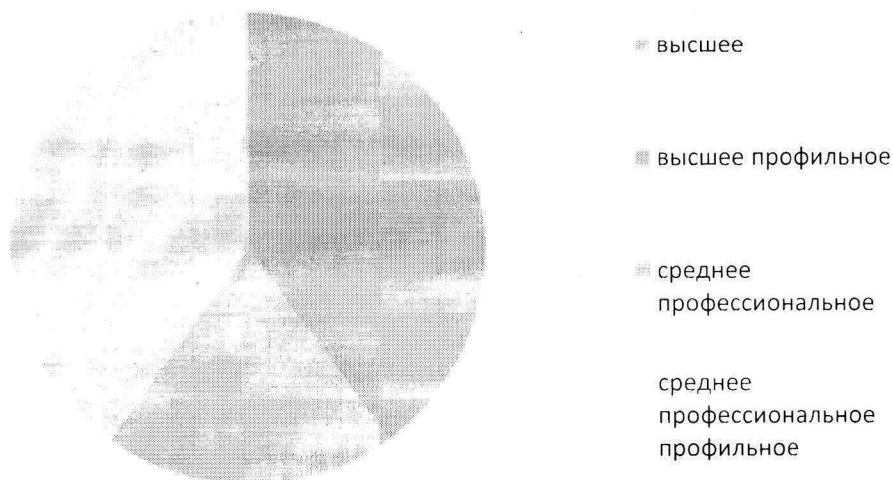 высшее
высшее профильное
среднее
профессиональное
среднее
профессиональное
профильное